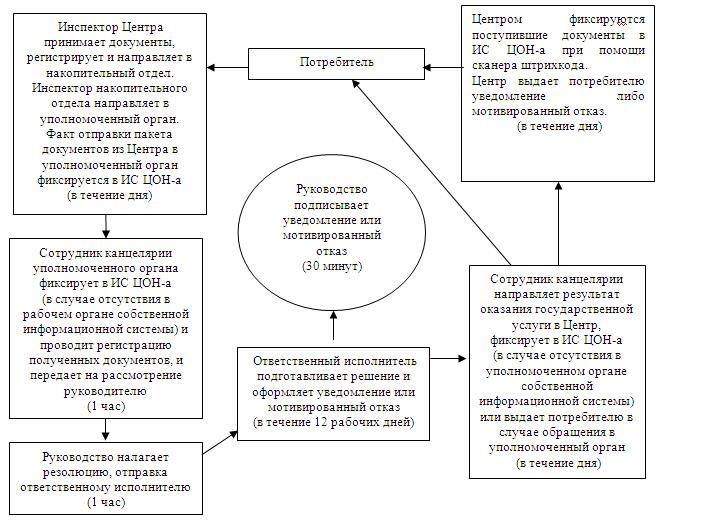 Инспектор Центра
принимает документы,
регистрирует и направляет в
накопительный отдел.
Инспектор накопительного
отдела направляет в
уполномоченный орган.
Факт отправки пакета
документов из Центра в
уполномоченный орган
фиксируется в ИС ЦОН-а
(в течение дня)
Потребитель
Центром фиксируются
поступившие документы в
ИС ЦОН-а при помощи
сканера штрихкода.
Центр выдает потребителю
уведомление либо
мотивированный отказ.
(в течение дня)
Руководство
подписывает
уведомление или
мотивированный
отказ
(30 минут)
Сотрудник канцелярии
уполномоченного органа
фиксирует в ИС ЦОН-а
(в случае отсутствия в
рабочем органе собственной
информационной системы) и
проводит регистрацию
полученных документов, и
передает на рассмотрение
руководителю
(1 час)
Руководство налагает
резолюцию, отправка
ответственному исполнителю
(1 час)
Ответственный исполнитель
подготавливает решение и
оформляет уведомление или
мотивированный отказ
(в течение 12 рабочих дней)
Сотрудник канцелярии
направляет результат
оказания государственной
услуги в Центр,
фиксирует в ИС ЦОН-а
(в случае отсутствия в
уполномоченном органе
собственной
информационной системы)
или выдает потребителю в
случае обращения в
уполномоченный орган
(в течение дня)